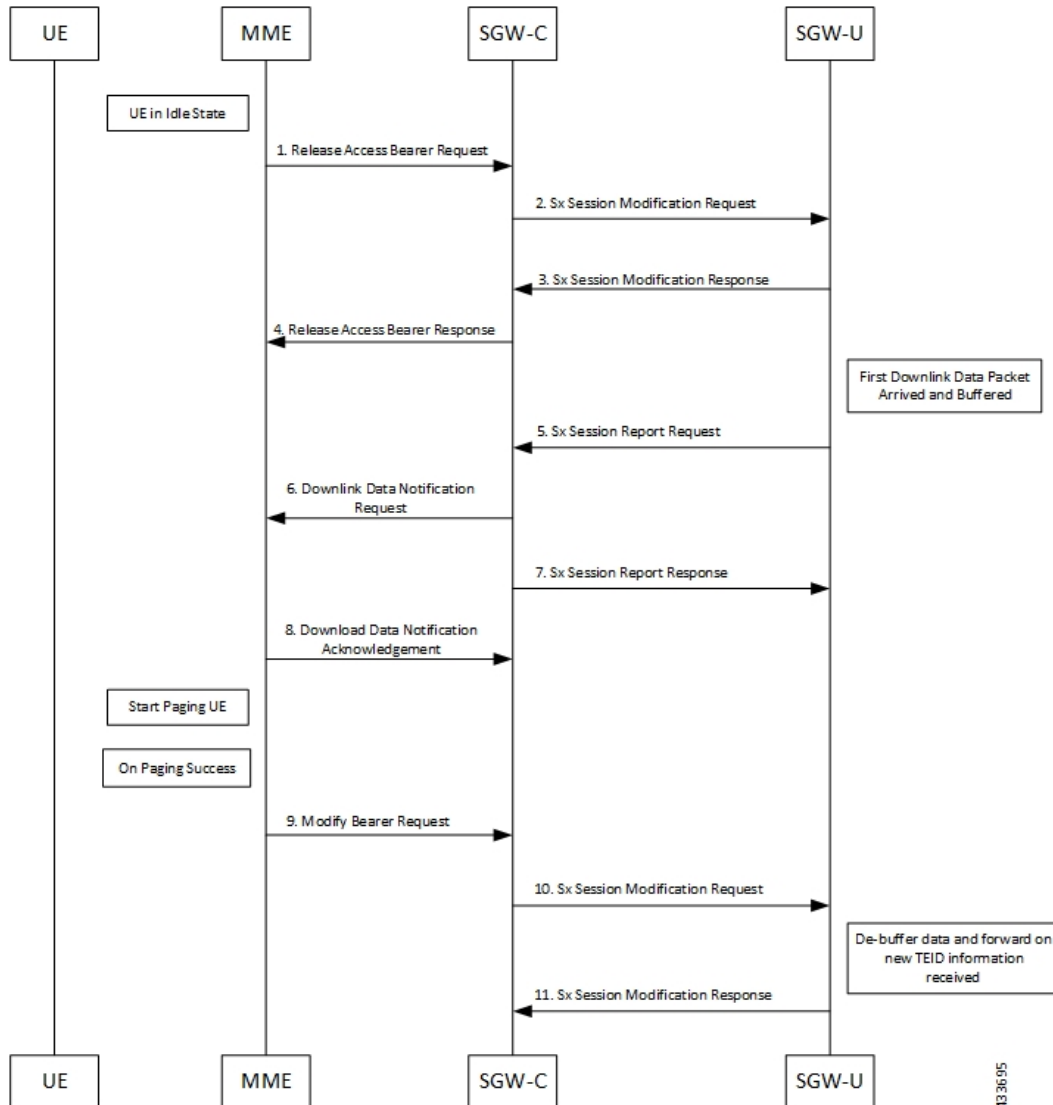 UE
MME
SGW-C
SGW-U
UE in Idle State
1. Release Access Bearer Request
2. Sx Session Modification Request
3. Sx Session Modification Response
4. Release Access Bearer Response
First Downlink Data Packet
Arrived and Buffered
5. Sx Session Report Request
6. Downlink Data Notification
Request
7. Sx Session Report Response
8. Download Data Notification
Acknowledgement
Start Paging UE
On Paging Success
9. Modify Bearer Request
10. Sx Session Modification Request
De-buffer data and forward on
new TEID information
received
11. Sx Session Modification Response
UE
MME
SGW-C
SGW-U
433695